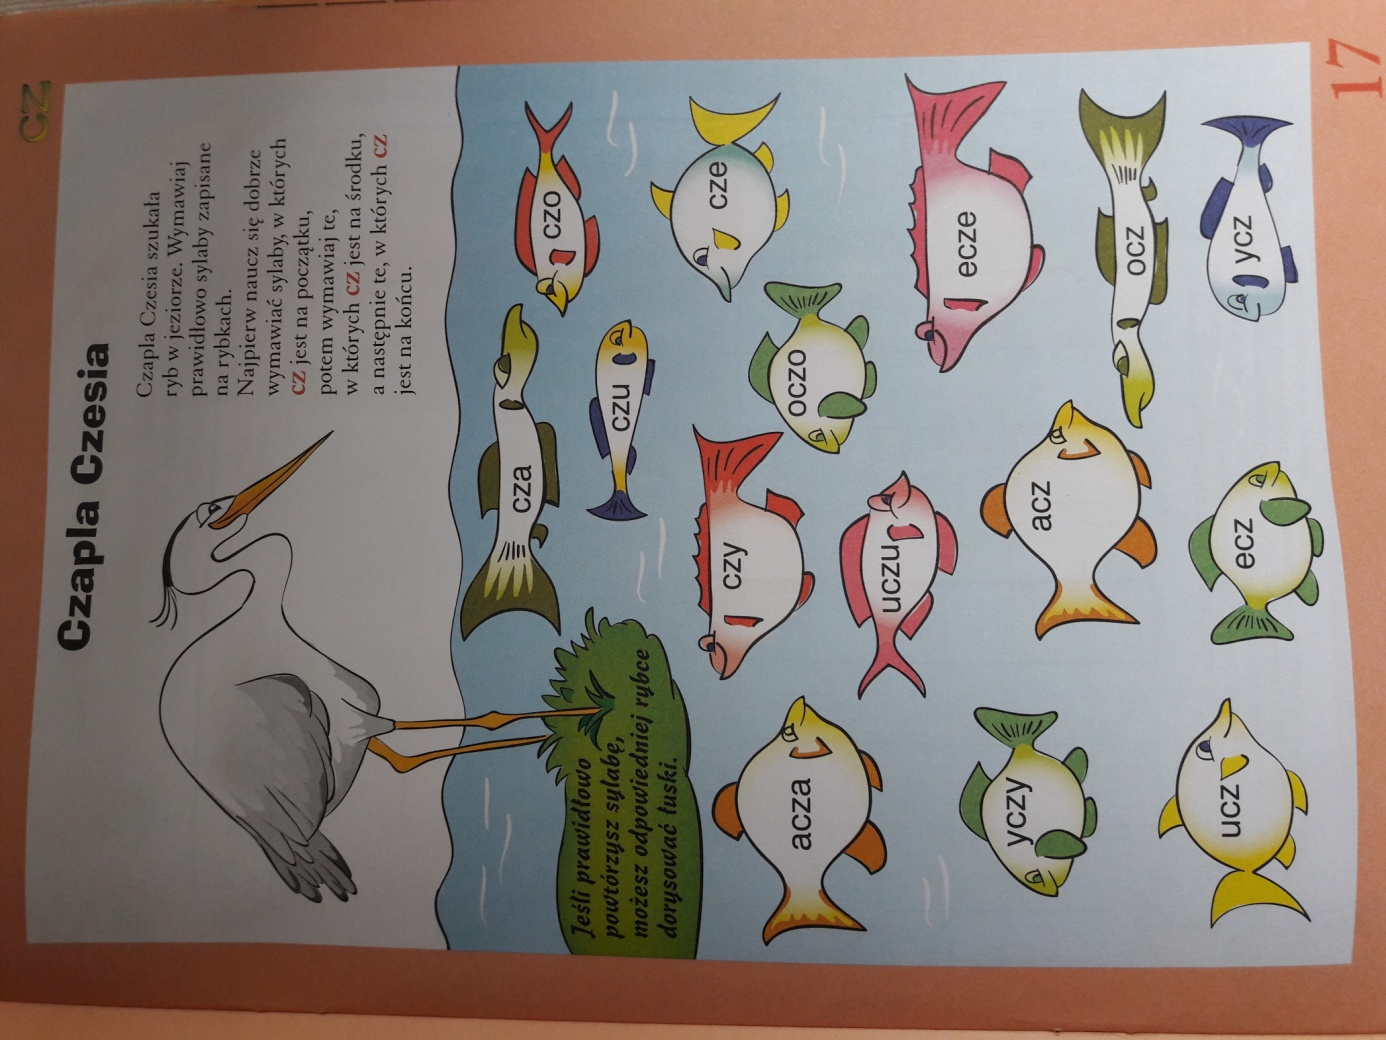 CZ
Czapla Czesia
Czapla Czesia szukała
ryb w jeziorze. Wymawiaj
prawidłowo sylaby zapisane
na rybkach.
Najpierw naucz się dobrze
wymawiać sylaby, w których
cz jest na początku,
potem wymawiaj te,
w których cz jest na środku,
a następnie te, w których cz
jest na końcu.
cza
czo
czu
cze
Jeśli prawidłowo
powtórzysz sylabę,
możesz odpowiedniej rybce
dorysować łuski.
czy
acza
oczo
uczu
ecze
yczy
acz
ocz
ucz
ecz
ycz
17